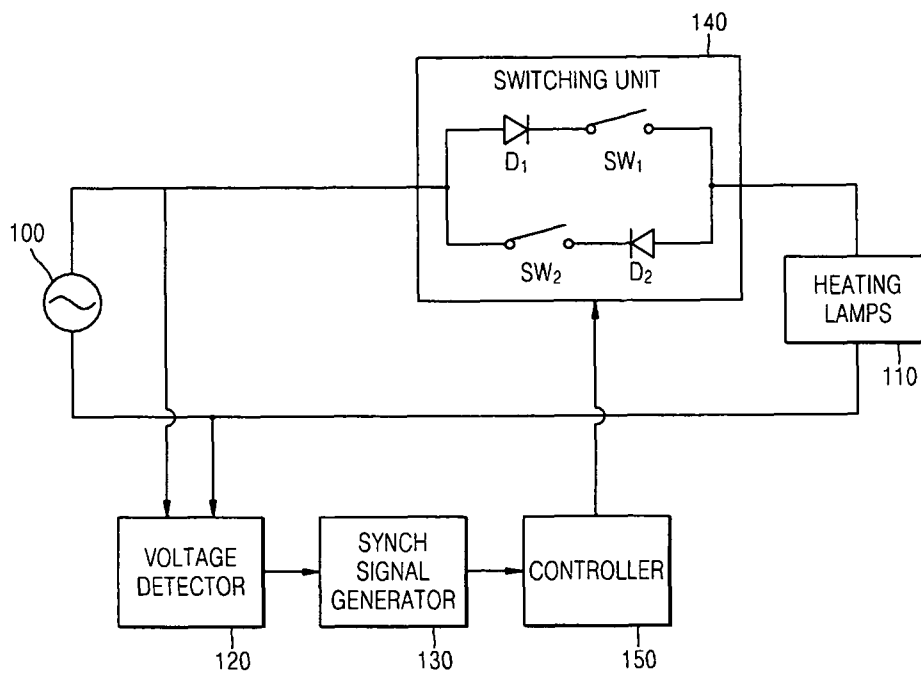 140
SWITCHING UNIT
D1
SW1
100
SW2
D2
HEATING
LAMPS
110
VOLTAGE
DETECTOR
SYNCH
SIGNAL
GENERATOR
CONTROLLER
120
130
150